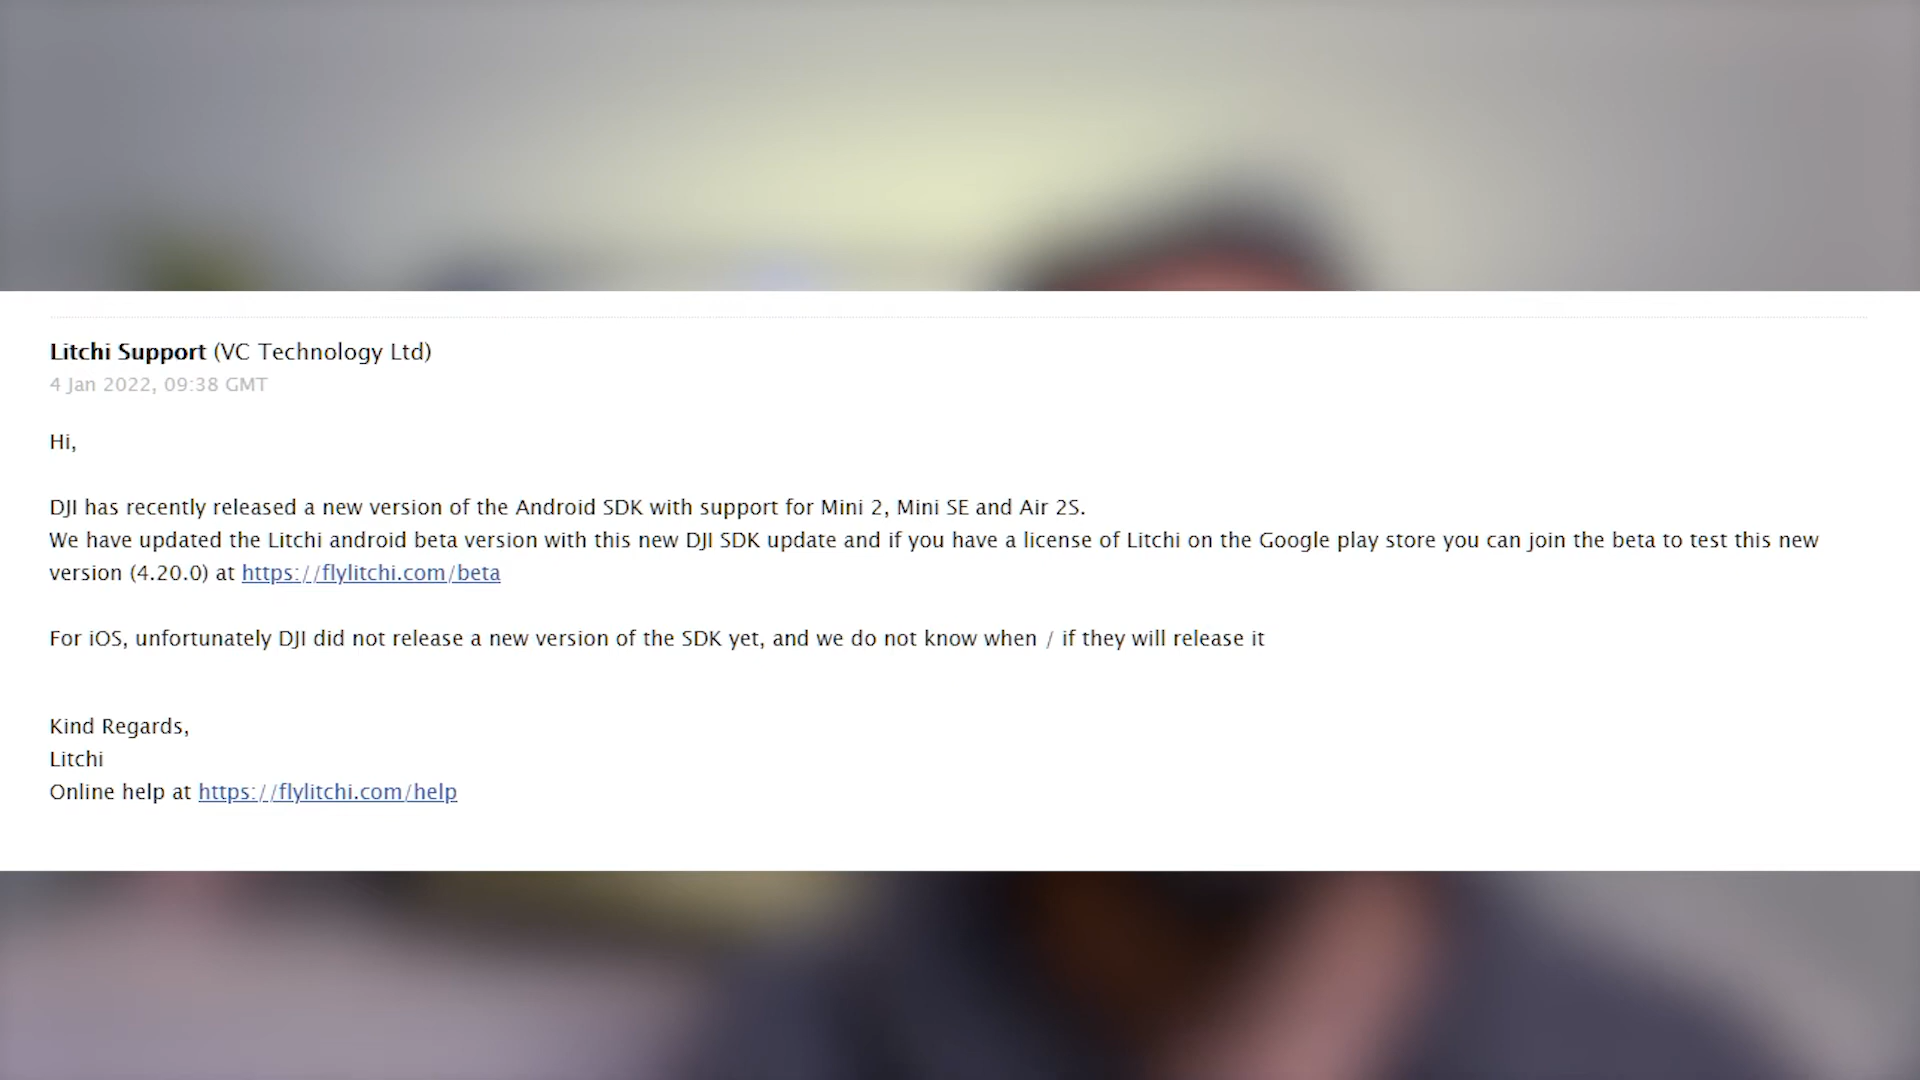 Litchi Support (VC Technology Ltd)
4 Jan 2022, 09:38 GMT
Hi,
DJI has recently released a new version of the Android SDK with support for Mini 2, Mini SE and Air 2S.
We have updated the Litchi android beta version with this new DJI SDK update and if you have a license of Litchi on the Google play store you can join the beta to test this new
version (4.20.0) at https://flylitchi.com/beta
For iOS, unfortunately DJI did not release a new version of the SDK yet, and we do not know when / if they will release it
Kind Regards,
Litchi
Online help at https://flylitchi.com/help